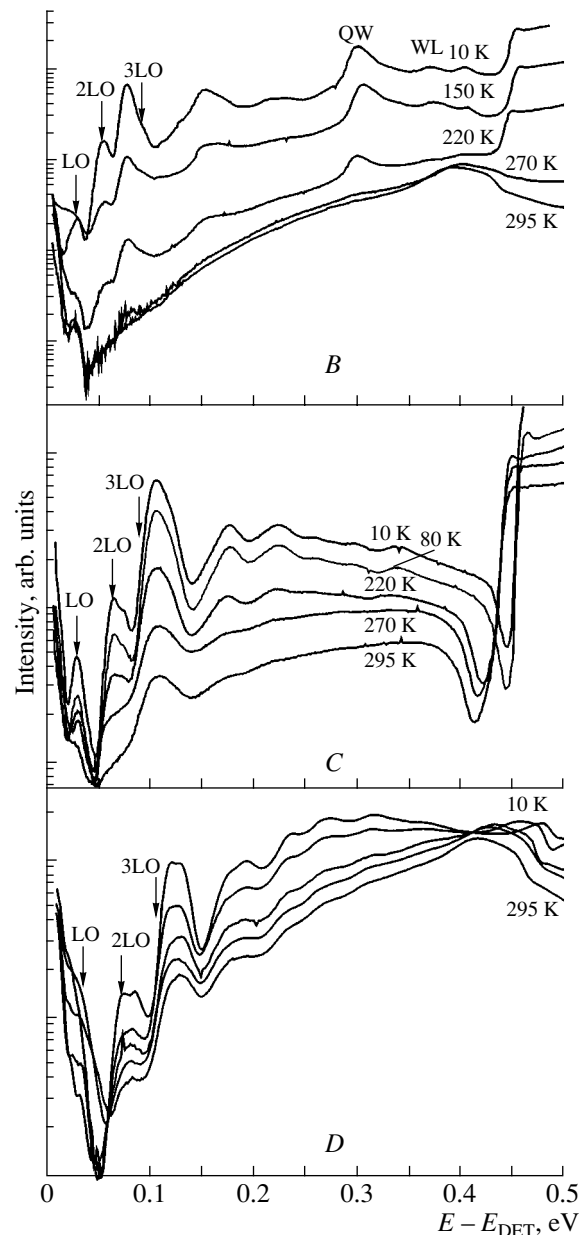 QW
3LO
WL
10 K
2LO
150 K
LO
220 K
270 K
295 K
B
3LO
2LO
10 K
80 K
LO
220 K
270 K
295 K
C
Intensity, arb. units
10 K
3LO
LO
2LO
295 K
D
0
0.1
0.2
0.3
0.4
0.5
E – E_DET, eV